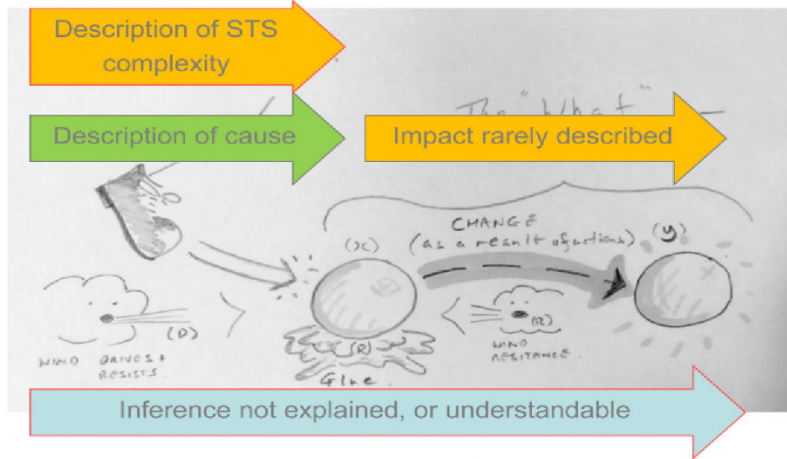 Description of STS
complexity
The "What"
Description of cause
Impact rarely described
CHANGE
(x)
(as a result of actions)
(y)
(D)
(R)
(R)
WIND DRIVES +
RESISTS.
Glue
WIND
RESITANCE
Inference not explained, or understandable